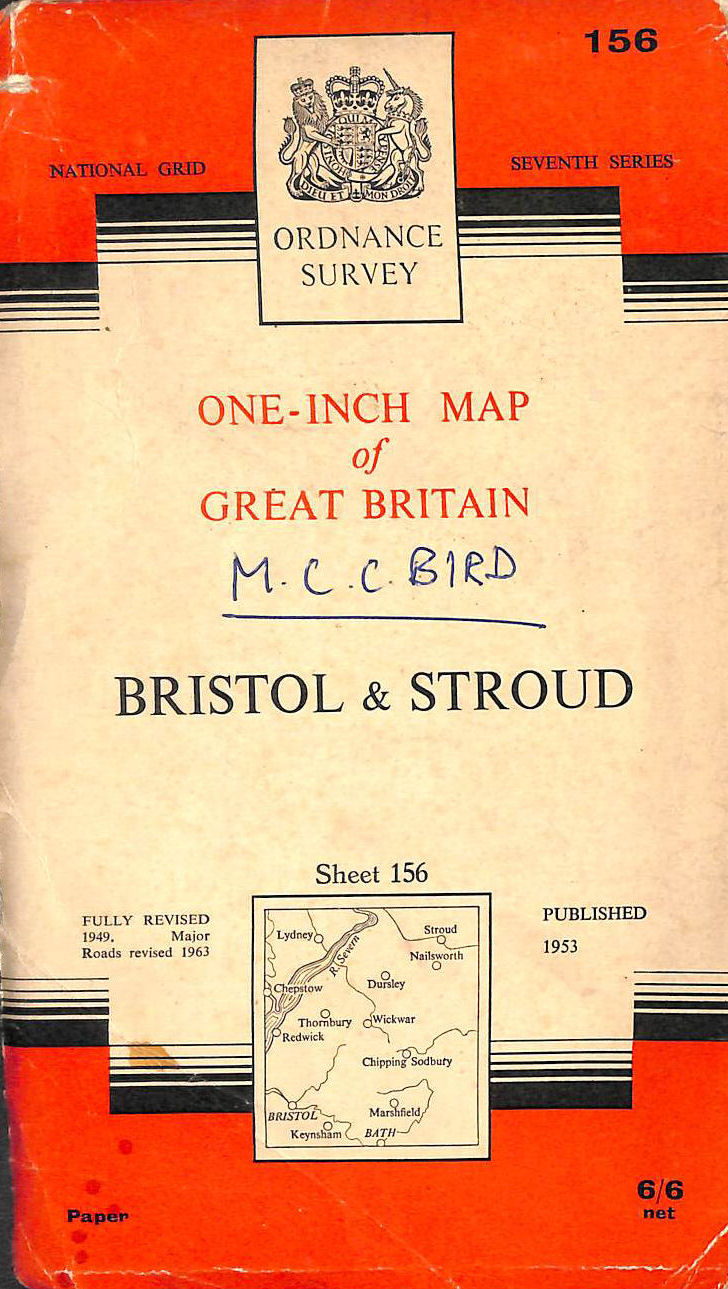 156
NATIONAL GRID
SEVENTH SERIES
DIEU ET MON DROIT
ORDNANCE
SURVEY
ONE-INCH MAP
of
GREAT BRITAIN
M. C. C. BIRD
BRISTOL & STROUD
Sheet 156
FULLY REVISED
1949. Major
Roads revised 1963
PUBLISHED
1953
Lydney
Stroud
R. Severn
Nailsworth
Dursley
Chepstow
Thornbury
Wickwar
Redwick
Chipping Sodbury
BRISTOL
Marshfield
Keynsham
BATH
Paper
6/6
net